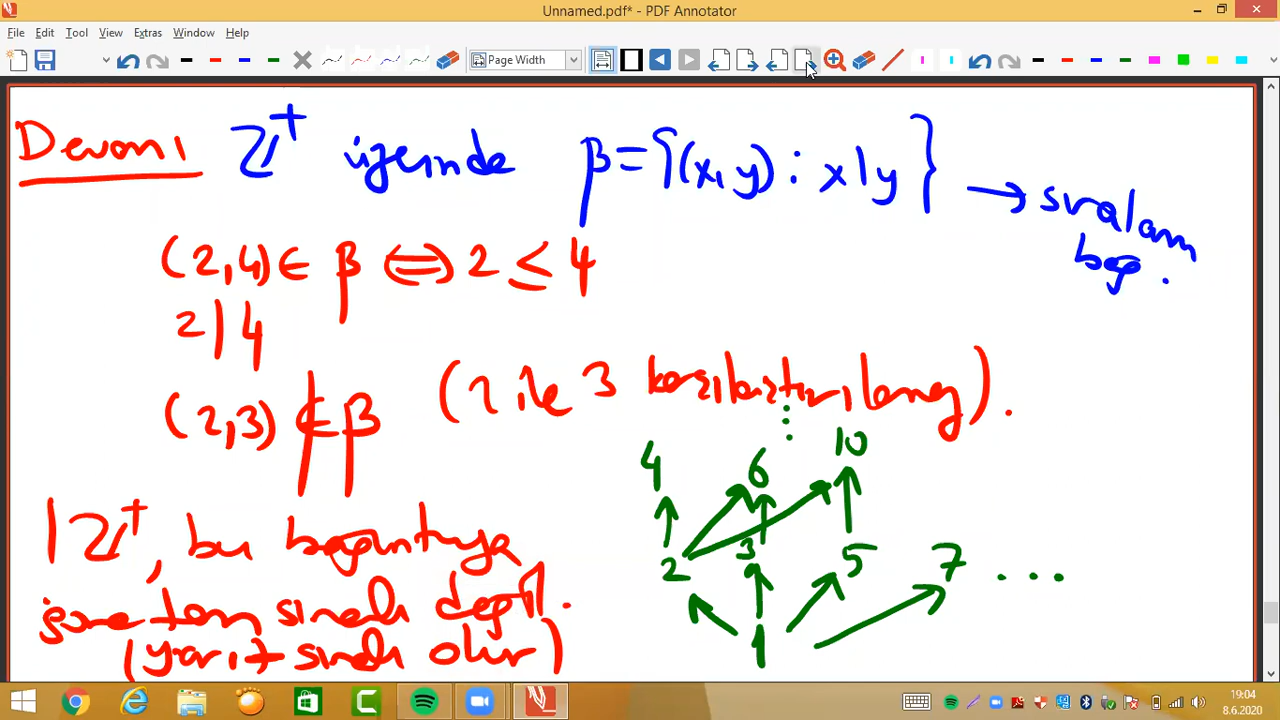 Unnamed.pdf* - PDF Annotator
File Edit Tool View Extras Window Help
Page Width
Devamı ℤ⁺ üzerinde β={(x,y): x|y} → sıralama
bağ.
(2,4)∈ β ⟺ 2 ≤ 4
2|4
(2,3) ∉ β (2 ile 3 karşılaştırılamaz).
⋮
4 6 10
2 3 5 7 ...
1
ℤ⁺, bu bağıntıya
göre tam sıralı değil.
(yarı sıralı olur)
19:04
8.6.2020